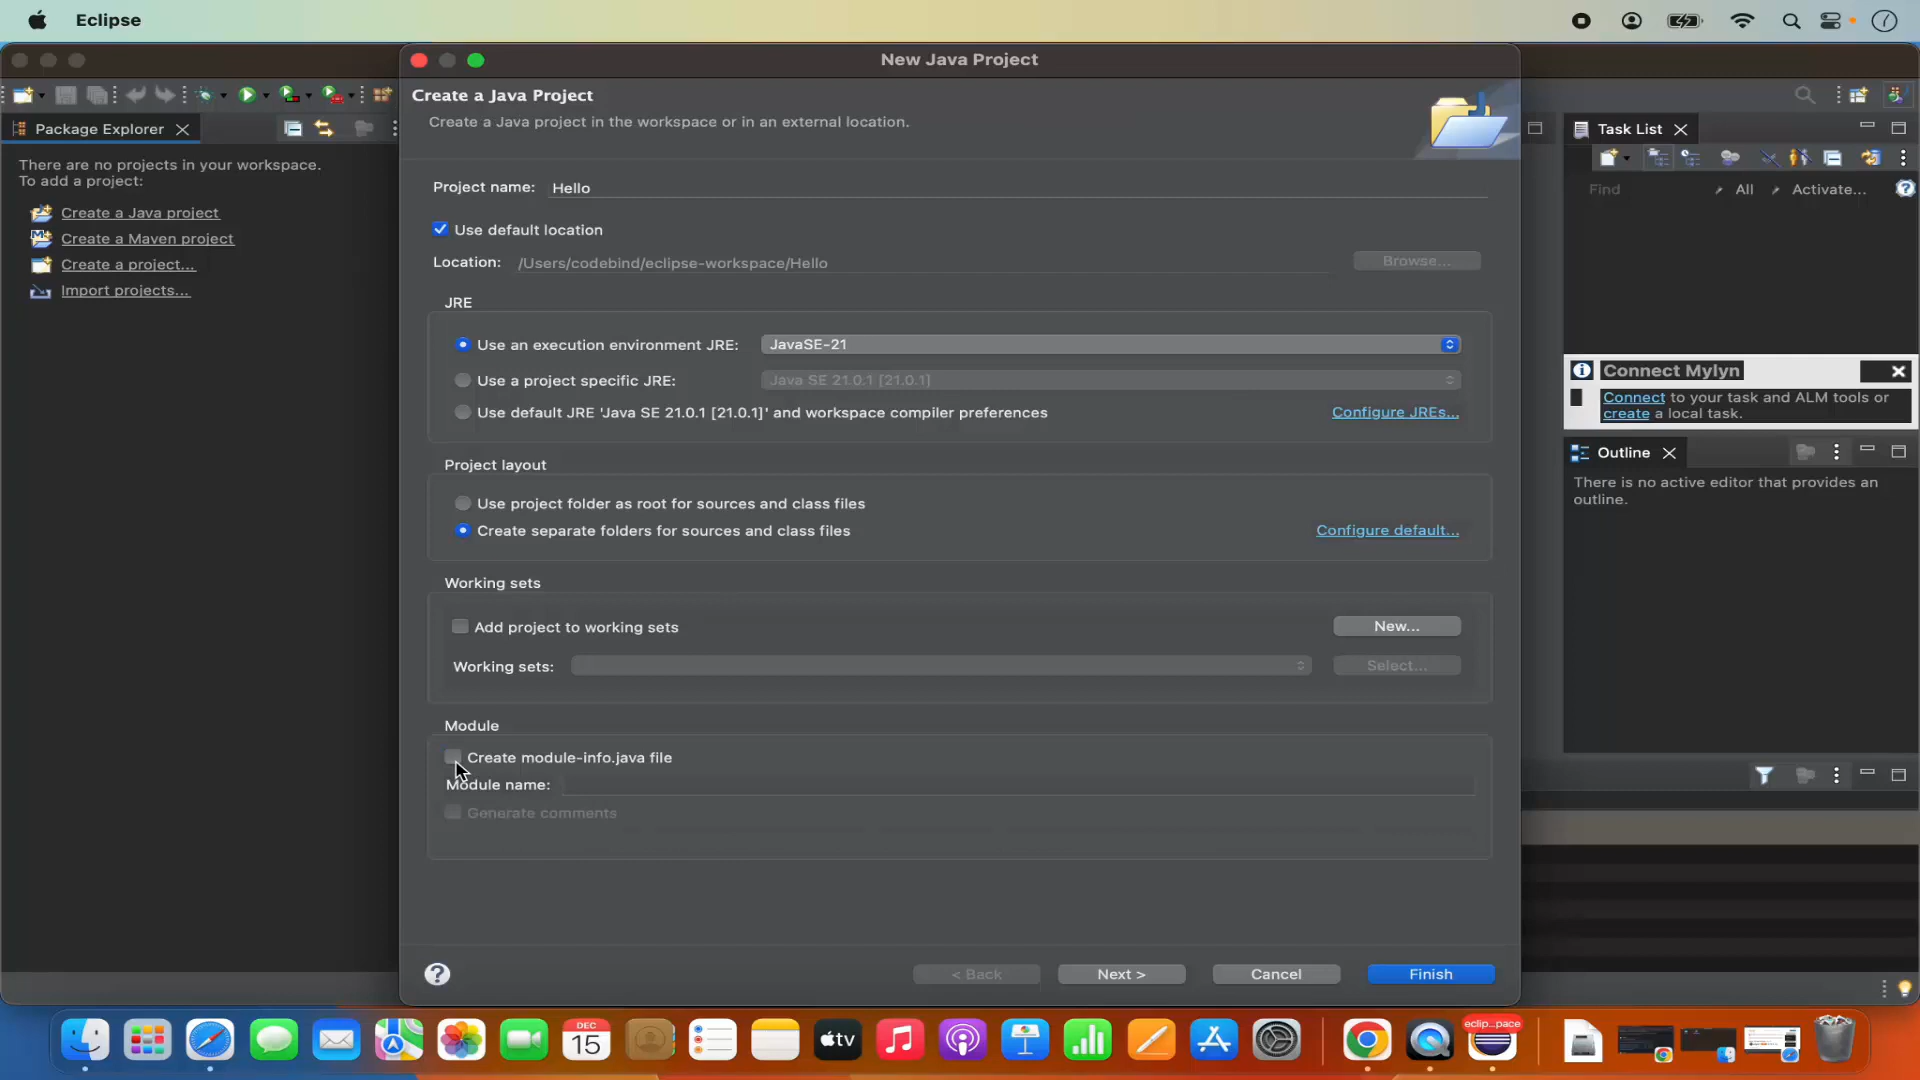 Eclipse
New Java Project
Create a Java Project
Create a Java project in the workspace or in an external location.
Package Explorer
There are no projects in your workspace.
To add a project:
Create a Java project
Create a Maven project
Create a project...
Import projects...
Project name: Hello
Use default location
Location: /Users/codebind/eclipse-workspace/Hello Browse...
JRE
Use an execution environment JRE: JavaSE-21
Use a project specific JRE: Java SE 21.0.1 [21.0.1]
Use default JRE 'Java SE 21.0.1 [21.0.1]' and workspace compiler preferences Configure JREs...
Project layout
Use project folder as root for sources and class files
Create separate folders for sources and class files Configure default...
Working sets
Add project to working sets New...
Working sets: Select...
Module
Create module-info.java file
Module name:
Generate comments
? < Back Next > Cancel Finish
Task List
Find All Activate...
Connect Mylyn
Connect to your task and ALM tools or
create a local task.
Outline
There is no active editor that provides an
outline.
DEC
15
tv
eclip...pace